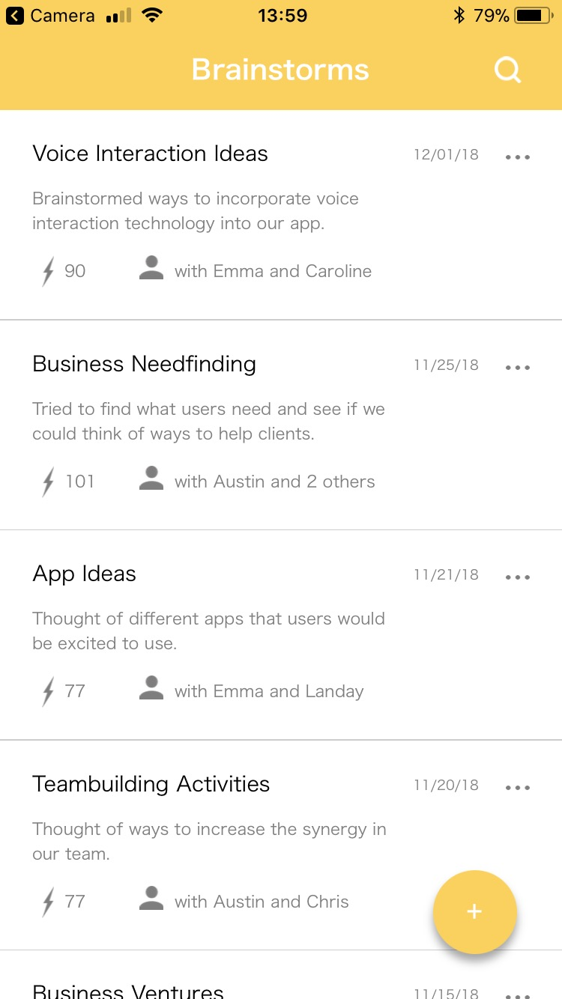 Camera 13:59 79%
Brainstorms
Voice Interaction Ideas 12/01/18
Brainstormed ways to incorporate voice
interaction technology into our app.
90 with Emma and Caroline
Business Needfinding 11/25/18
Tried to find what users need and see if we
could think of ways to help clients.
101 with Austin and 2 others
App Ideas 11/21/18
Thought of different apps that users would
be excited to use.
77 with Emma and Landay
Teambuilding Activities 11/20/18
Thought of ways to increase the synergy in
our team.
77 with Austin and Chris
+
Business Ventures 11/15/18